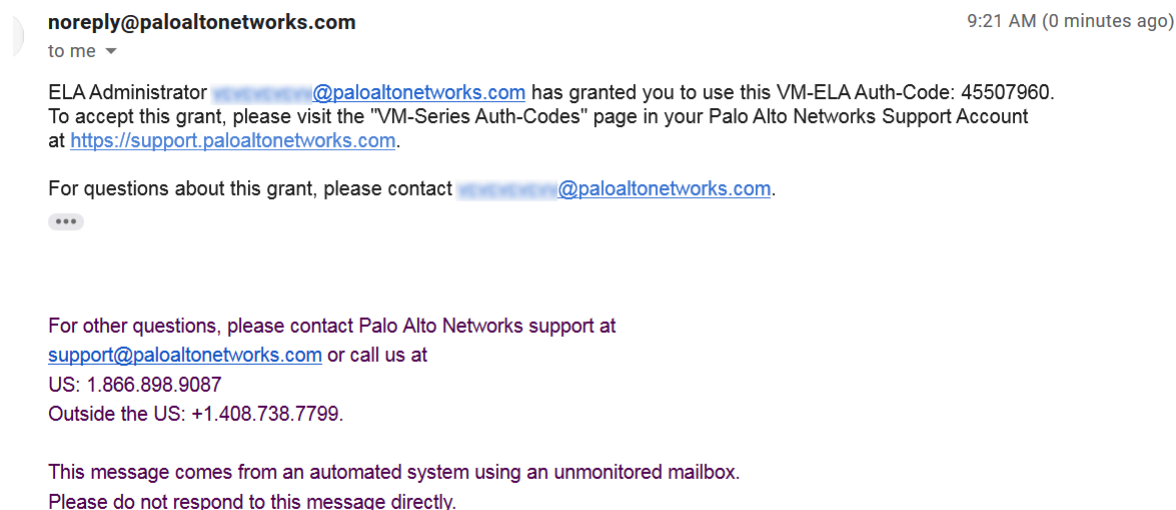 noreply@paloaltonetworks.com
9:21 AM (0 minutes ago)
to me
ELA Administrator @paloaltonetworks.com has granted you to use this VM-ELA Auth-Code: 45507960.
To accept this grant, please visit the "VM-Series Auth-Codes" page in your Palo Alto Networks Support Account
at https://support.paloaltonetworks.com.
For questions about this grant, please contact @paloaltonetworks.com.
For other questions, please contact Palo Alto Networks support at
support@paloaltonetworks.com or call us at
US: 1.866.898.9087
Outside the US: +1.408.738.7799.
This message comes from an automated system using an unmonitored mailbox.
Please do not respond to this message directly.